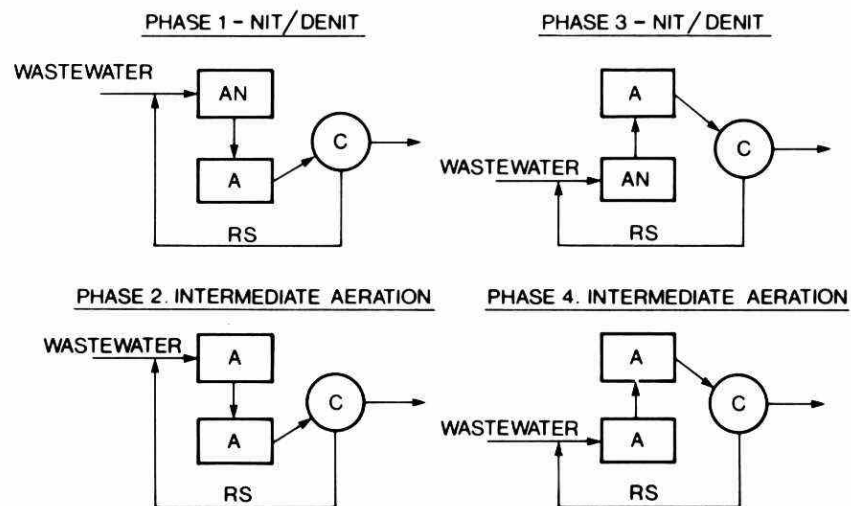 PHASE 1 - NIT/DENIT
WASTEWATER
AN
A
C
RS
PHASE 3 - NIT/DENIT
A
WASTEWATER
AN
C
RS
PHASE 2. INTERMEDIATE AERATION
WASTEWATER
A
A
C
RS
PHASE 4. INTERMEDIATE AERATION
A
WASTEWATER
A
C
RS